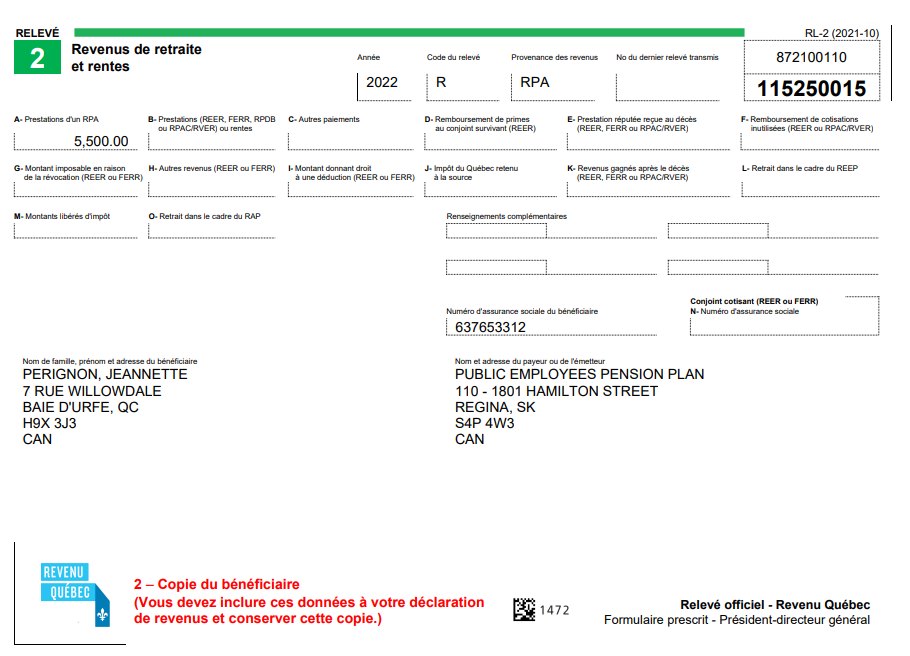 RELEVÉ
2
Revenus de retraite
et rentes
RL-2 (2021-10)
Année
2022
Code du relevé
R
Provenance des revenus
RPA
No du dernier relevé transmis
872100110
115250015
A- Prestations d'un RPA
5,500.00
B- Prestations (REER, FERR, RPDB
ou RPAC/RVER) ou rentes
C- Autres paiements
D- Remboursement de primes
au conjoint survivant (REER)
E- Prestation réputée reçue au décès
(REER, FERR ou RPAC/RVER)
F- Remboursement de cotisations
inutilisées (REER ou RPAC/RVER)
G- Montant imposable en raison
de la révocation (REER ou FERR)
H- Autres revenus (REER ou FERR)
I- Montant donnant droit
à une déduction (REER ou FERR)
J- Impôt du Québec retenu
à la source
K- Revenus gagnés après le décès
(REER, FERR ou RPAC/RVER)
L- Retrait dans le cadre du REEP
M- Montants libérés d'impôt
O- Retrait dans le cadre du RAP
Renseignements complémentaires
Numéro d'assurance sociale du bénéficiaire
637653312
Conjoint cotisant (REER ou FERR)
N- Numéro d'assurance sociale
Nom de famille, prénom et adresse du bénéficiaire
PERIGNON, JEANNETTE
7 RUE WILLOWDALE
BAIE D'URFE, QC
H9X 3J3
CAN
Nom et adresse du payeur ou de l'émetteur
PUBLIC EMPLOYEES PENSION PLAN
110 - 1801 HAMILTON STREET
REGINA, SK
S4P 4W3
CAN
REVENU
QUÉBEC
2 – Copie du bénéficiaire
(Vous devez inclure ces données à votre déclaration
de revenus et conserver cette copie.)
1472
Relevé officiel - Revenu Québec
Formulaire prescrit - Président-directeur général